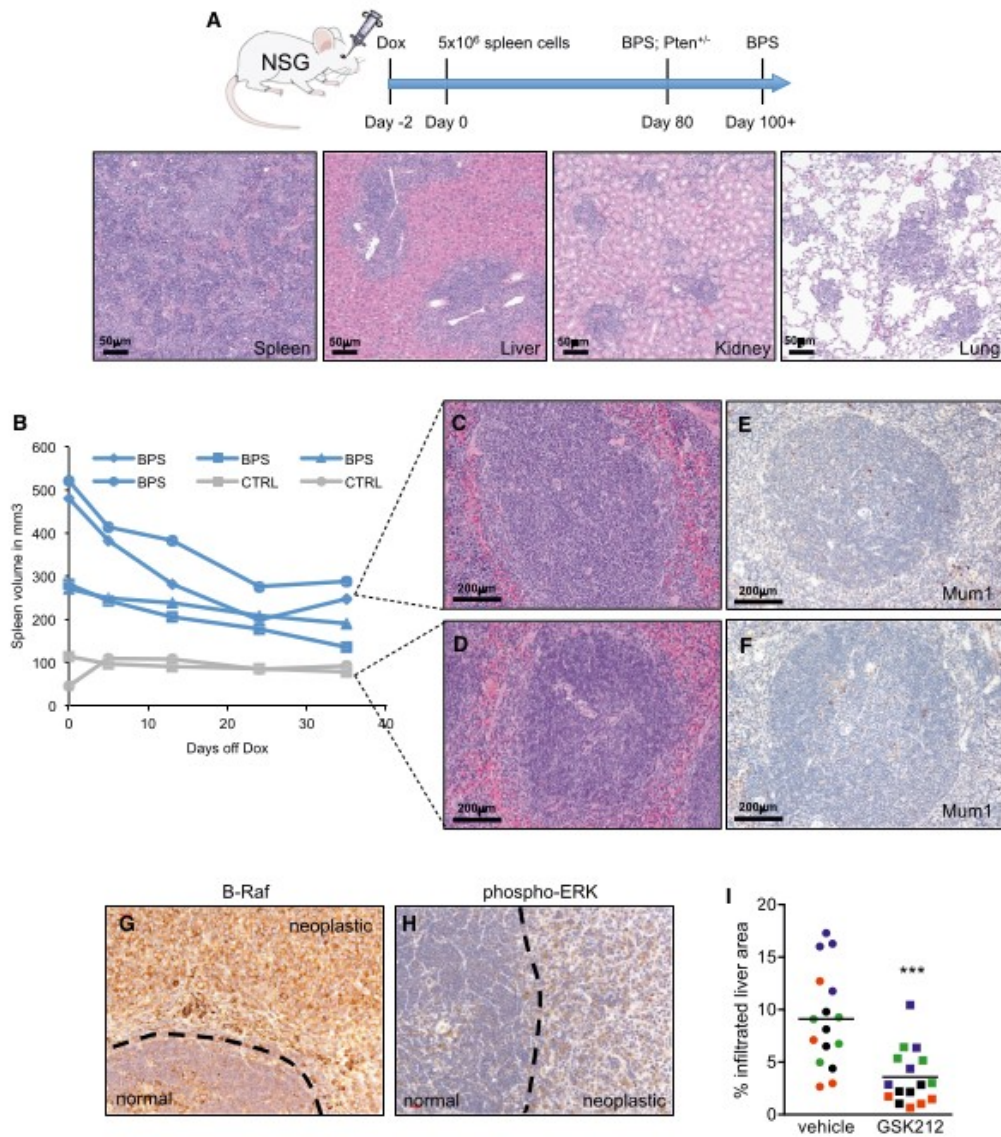 A
NSG
Dox 5x10⁶ spleen cells BPS; Pten⁺/⁻ BPS
Day -2 Day 0 Day 80 Day 100+
50µm Spleen
50µm Liver
50µm Kidney
50µm Lung
B
600
500
400
300
200
100
0
Spleen volume in mm3
BPS BPS BPS
BPS CTRL CTRL
0 10 20 30 40
Days off Dox
C
200µm
E
200µm Mum1
D
200µm
F
200µm Mum1
B-Raf
G neoplastic
normal
phospho-ERK
H
normal neoplastic
I
20
15
10
5
0
% infiltrated liver area
***
vehicle GSK212